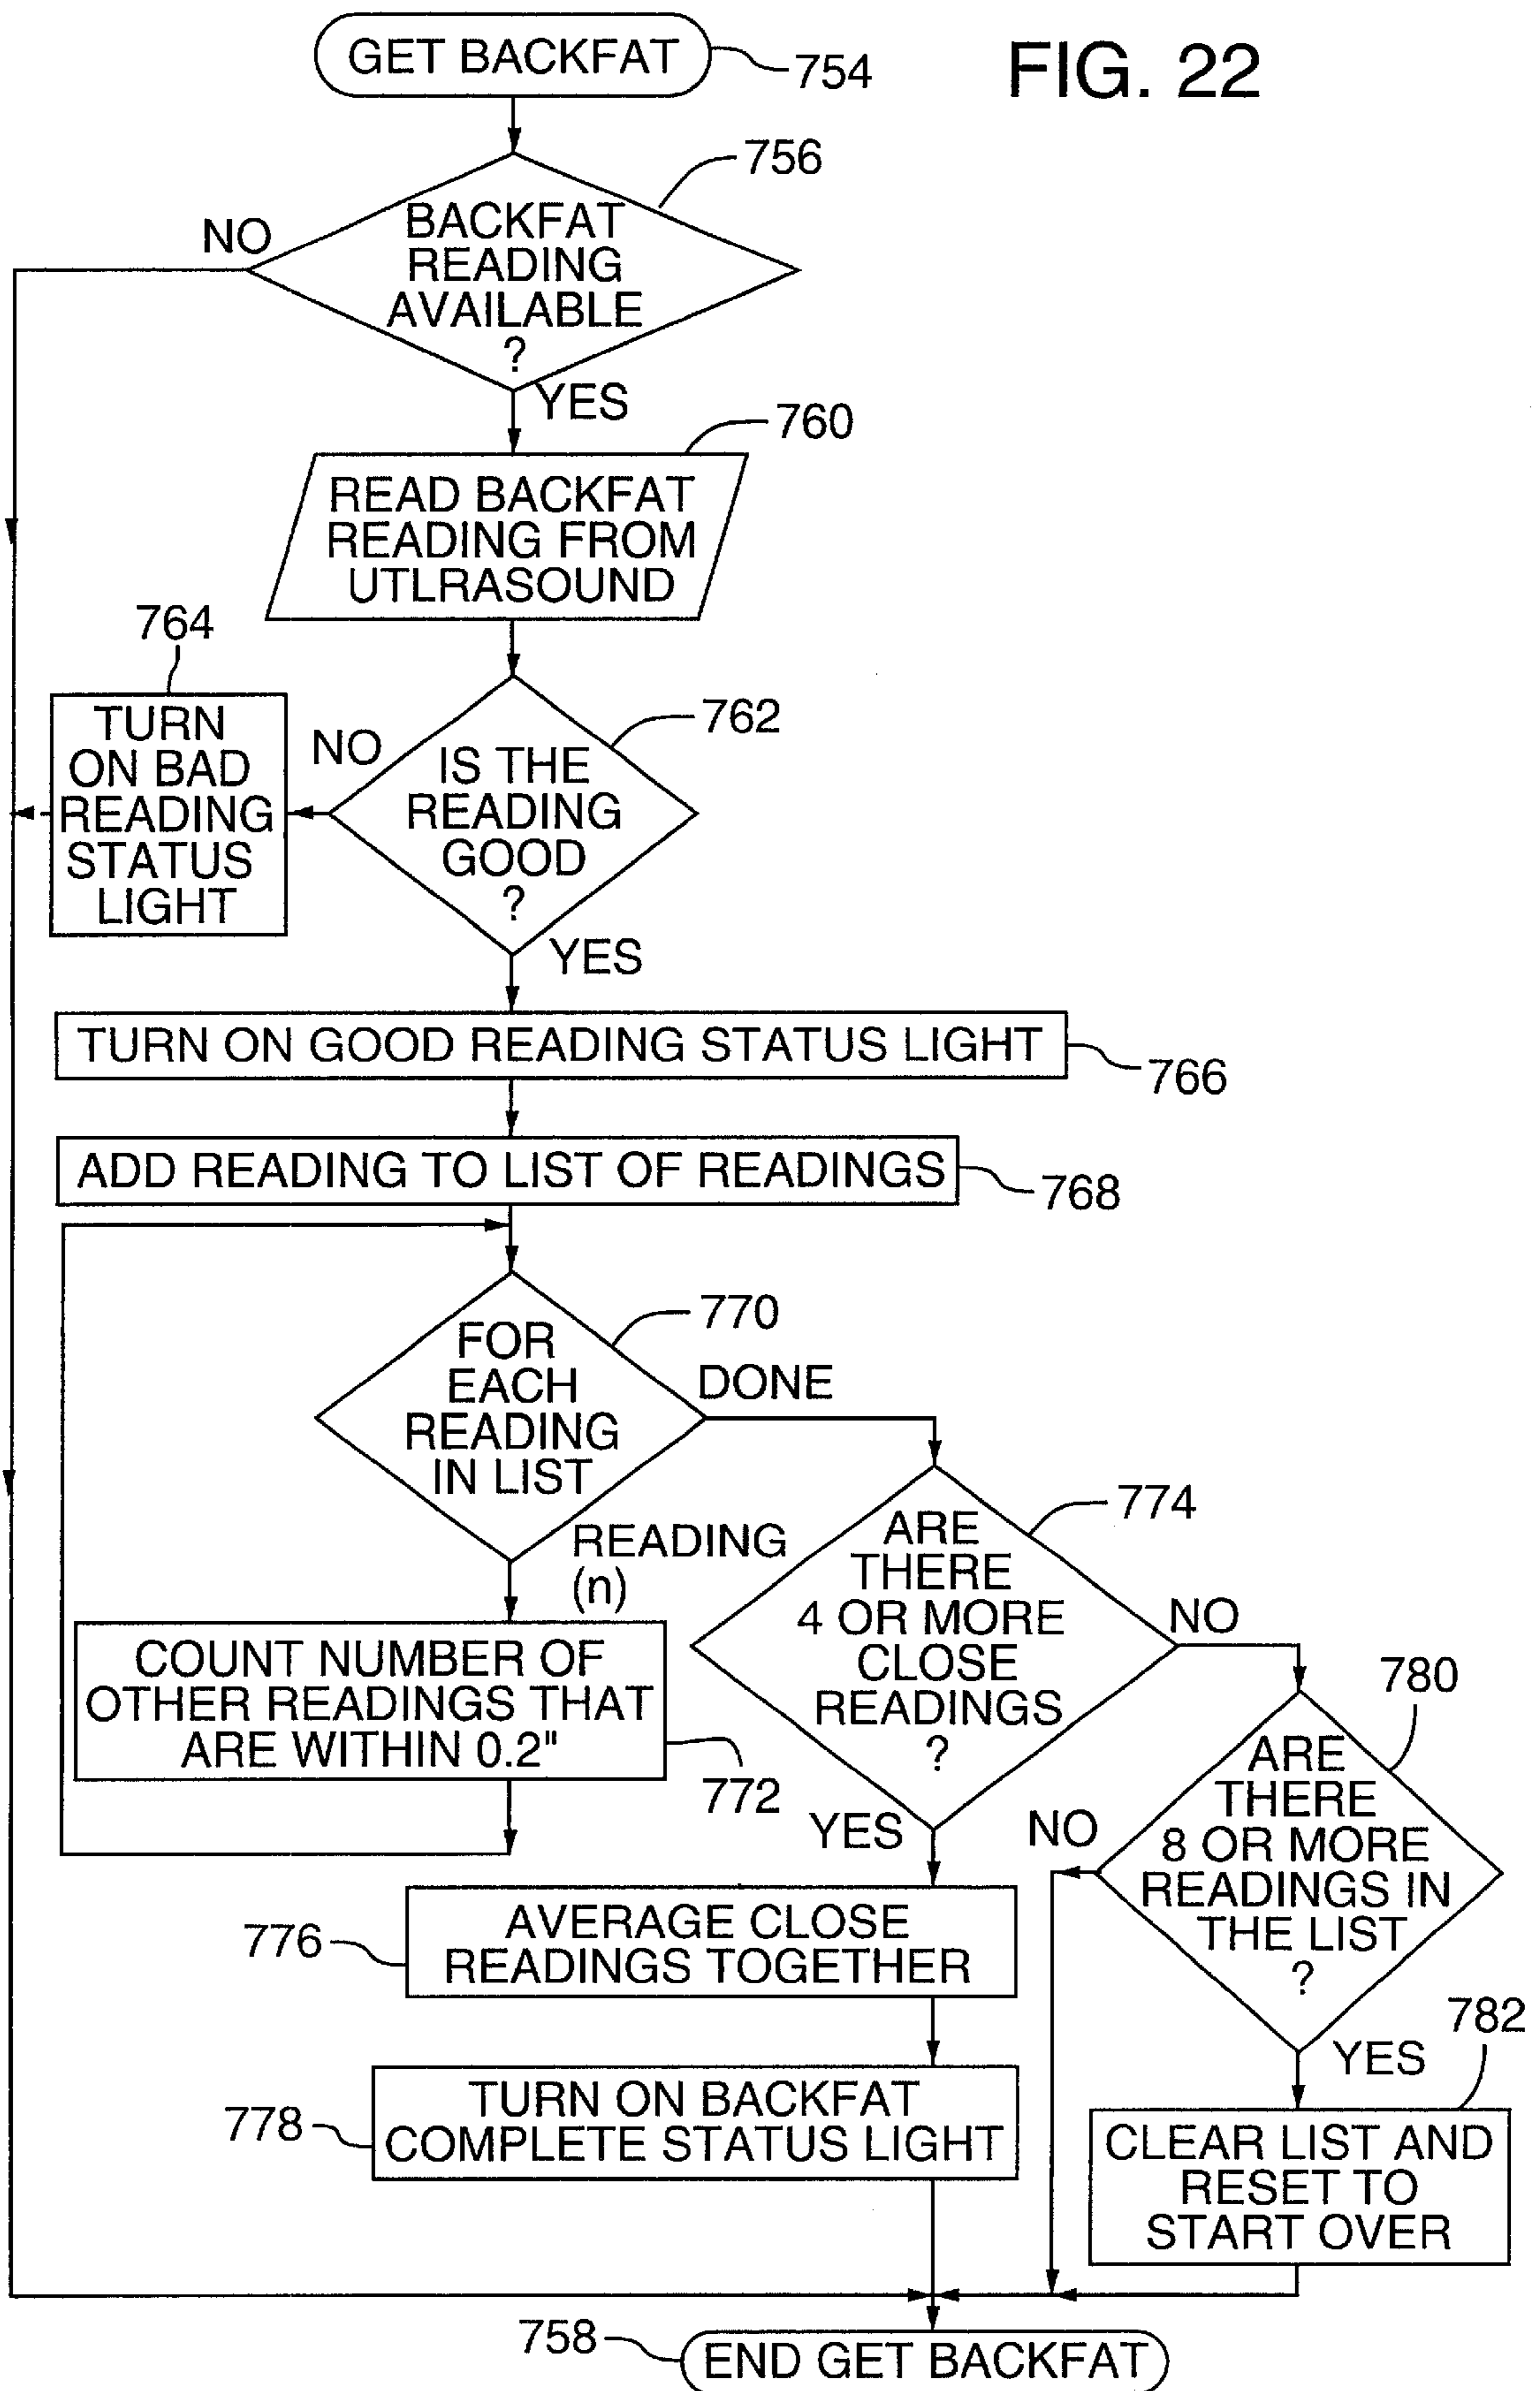 GET BACKFAT
754
FIG. 22
756
BACKFAT
READING
AVAILABLE
?
NO
YES
760
READ BACKFAT
READING FROM
UTLRASOUND
764
TURN
ON BAD
READING
STATUS
LIGHT
NO
762
IS THE
READING
GOOD
?
YES
TURN ON GOOD READING STATUS LIGHT
766
ADD READING TO LIST OF READINGS
768
770
FOR
EACH
READING
IN LIST
DONE
READING
(n)
COUNT NUMBER OF
OTHER READINGS THAT
ARE WITHIN 0.2"
772
774
ARE
THERE
4 OR MORE
CLOSE
READINGS
?
NO
YES
780
ARE
THERE
8 OR MORE
READINGS IN
THE LIST
?
NO
YES
776
AVERAGE CLOSE
READINGS TOGETHER
778
TURN ON BACKFAT
COMPLETE STATUS LIGHT
782
CLEAR LIST AND
RESET TO
START OVER
758
END GET BACKFAT